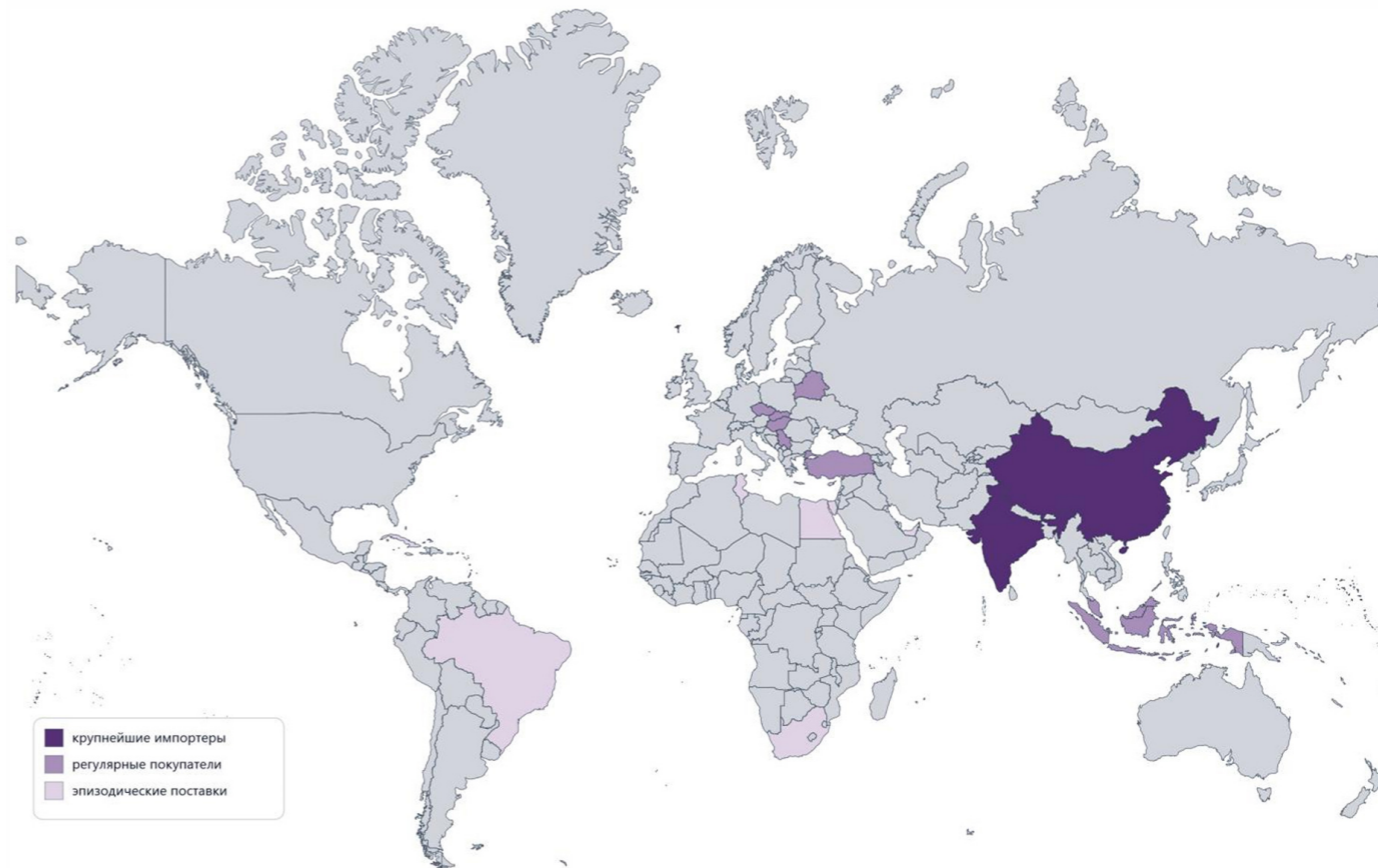 крупнейшие импортеры
регулярные покупатели
эпизодические поставки